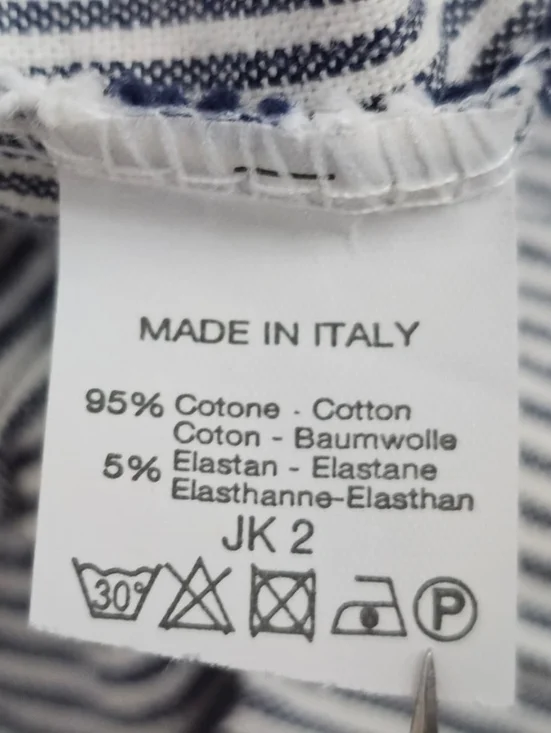 MADE IN ITALY
95% Cotone - Cotton
Coton - Baumwolle
5% Elastan - Elastane
Elasthanne-Elasthan
JK 2
30° P